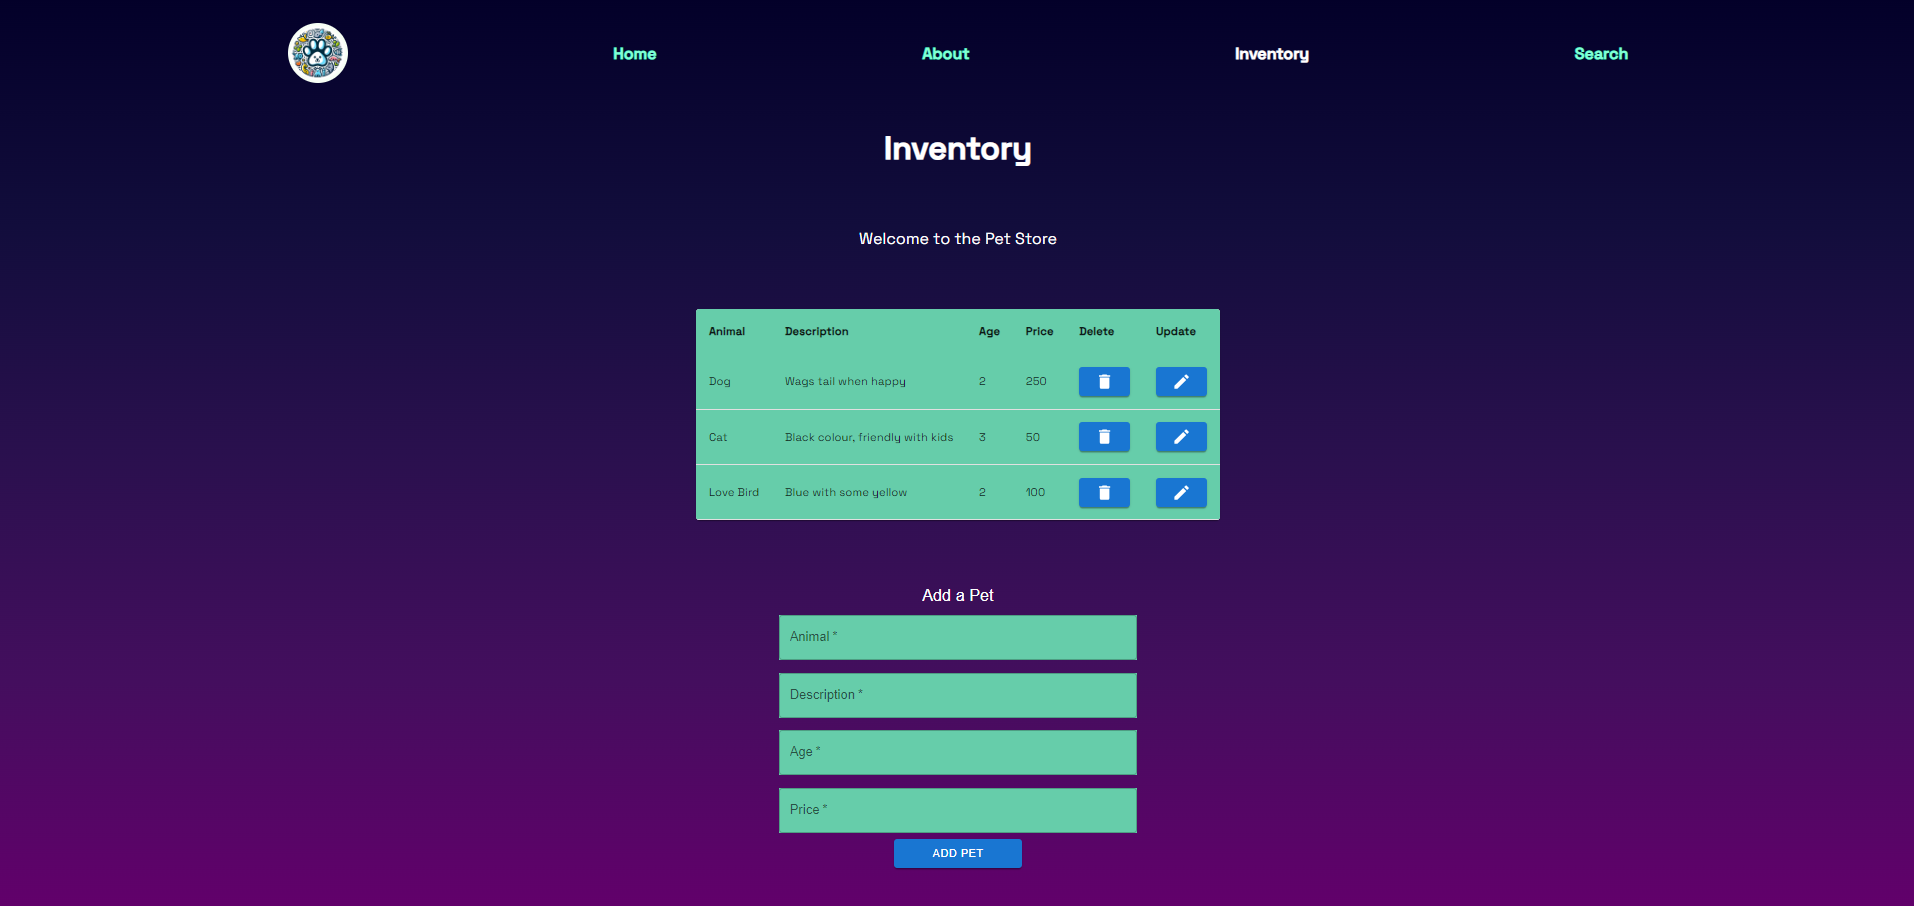 Home About Inventory Search
Inventory
Welcome to the Pet Store
Animal Description Age Price Delete Update
Dog Wags tail when happy 2 250
Cat Black colour, friendly with kids 3 50
Love Bird Blue with some yellow 2 100
Add a Pet
Animal *
Description *
Age *
Price *
ADD PET